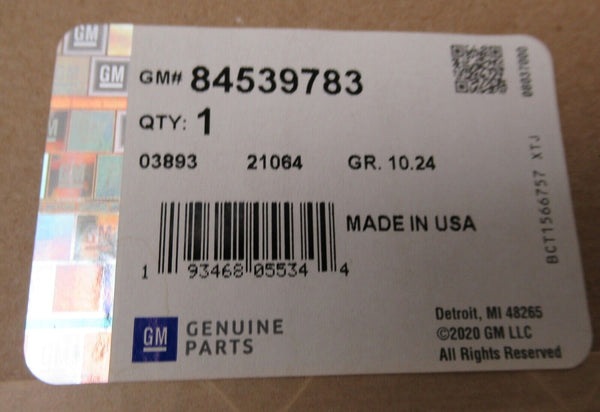 GM
GM
GM# 84539783
QTY: 1
03893 21064 GR. 10.24
MADE IN USA
1 93468 05534 4
GM GENUINE
PARTS
Detroit, MI 48265
©2020 GM LLC
All Rights Reserved
BCT1566757 XTJ